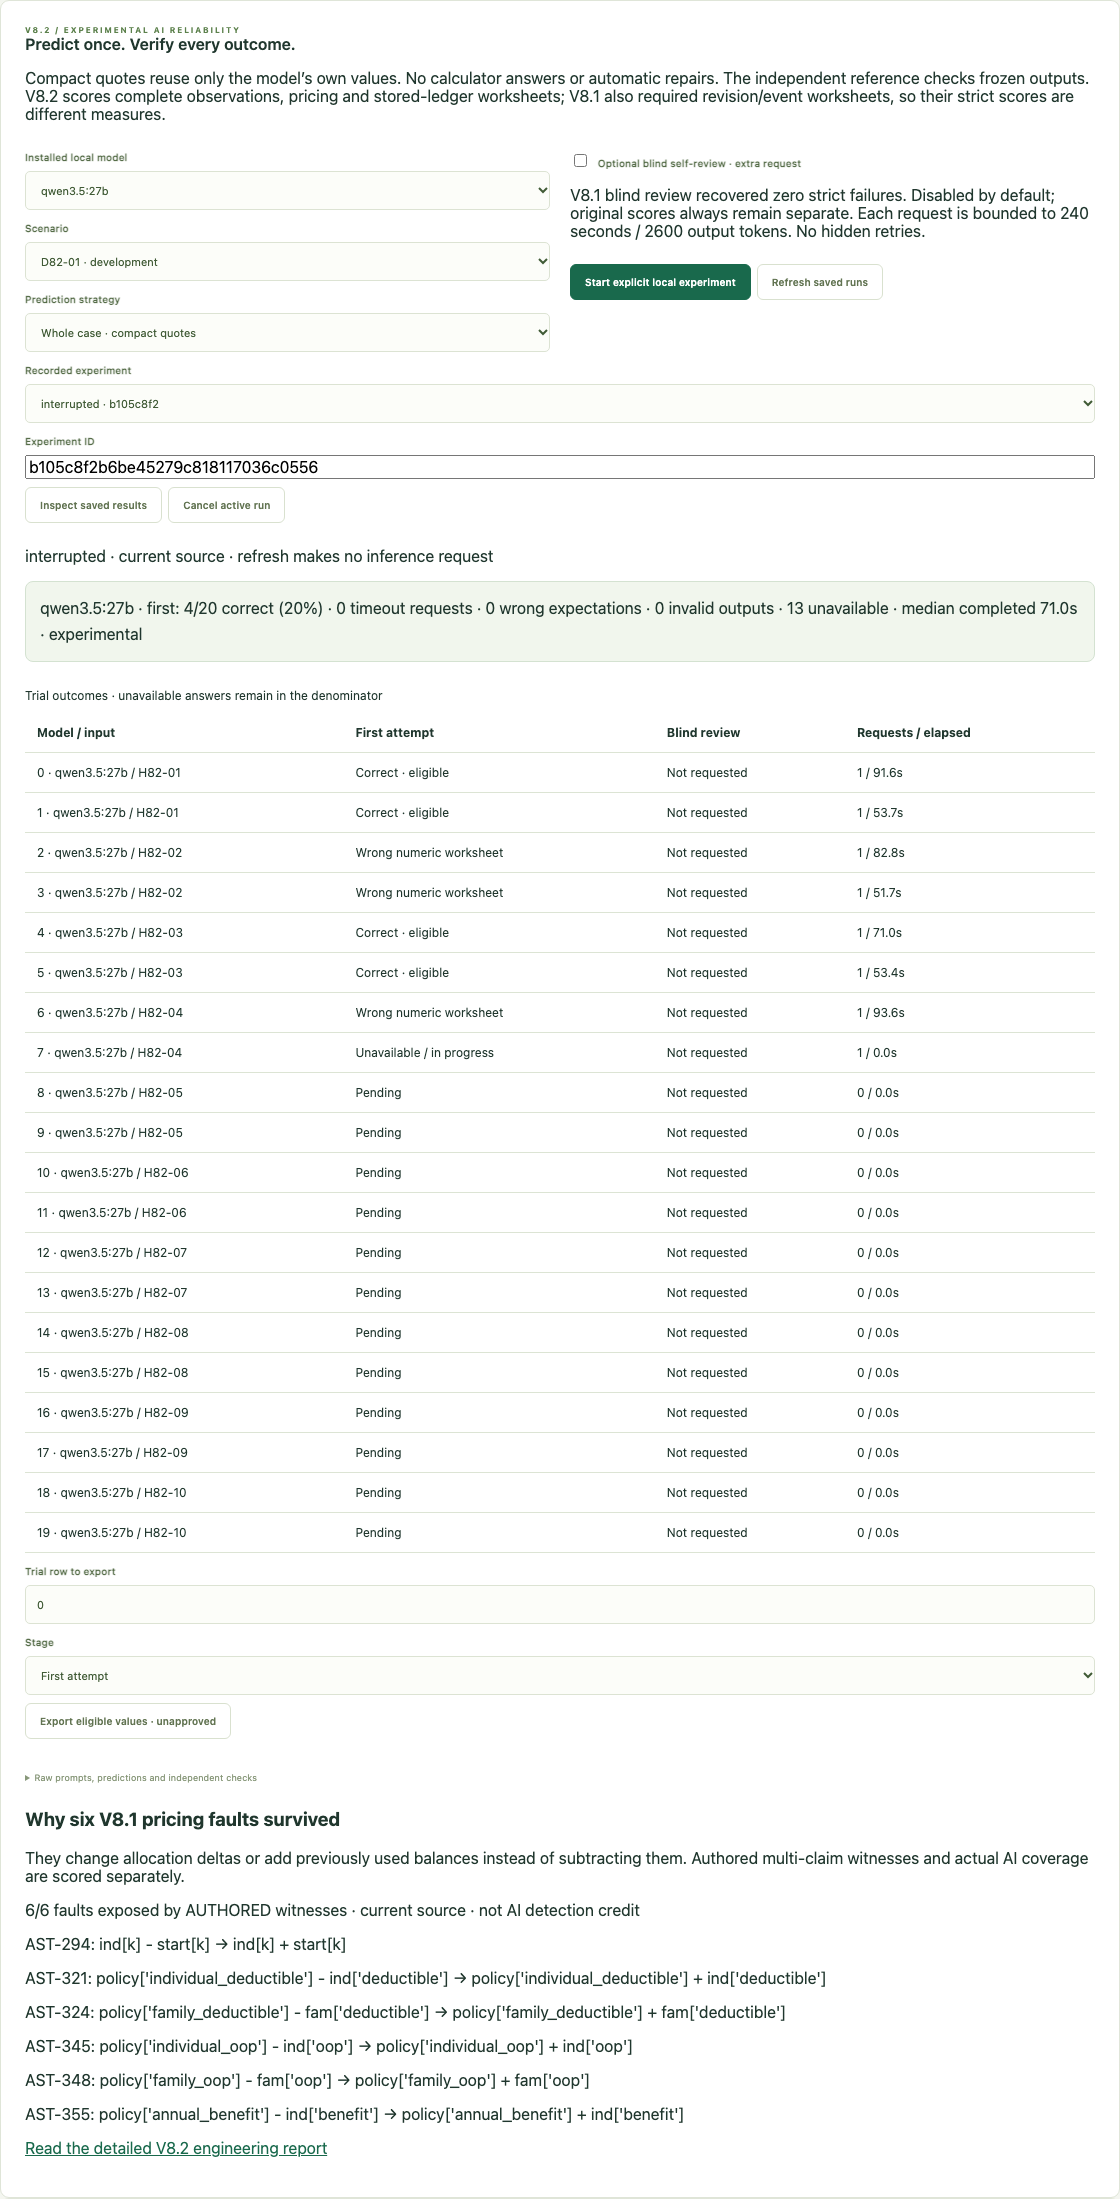 V8.2 / EXPERIMENTAL AI RELIABILITY
Predict once. Verify every outcome.
Compact quotes reuse only the model’s own values. No calculator answers or automatic repairs. The independent reference checks frozen outputs.
V8.2 scores complete observations, pricing and stored-ledger worksheets; V8.1 also required revision/event worksheets, so their strict scores are
different measures.
Installed local model
qwen3.5:27b
Scenario
D82-01 · development
Prediction strategy
Whole case · compact quotes
Optional blind self-review · extra request
V8.1 blind review recovered zero strict failures. Disabled by default;
original scores always remain separate. Each request is bounded to 240
seconds / 2600 output tokens. No hidden retries.
Start explicit local experiment
Refresh saved runs
Recorded experiment
interrupted · b105c8f2
Experiment ID
b105c8f2b6be45279c818117036c0556
Inspect saved results
Cancel active run
interrupted · current source · refresh makes no inference request
qwen3.5:27b · first: 4/20 correct (20%) · 0 timeout requests · 0 wrong expectations · 0 invalid outputs · 13 unavailable · median completed 71.0s
· experimental
Trial outcomes · unavailable answers remain in the denominator
Model / input First attempt Blind review Requests / elapsed
0 · qwen3.5:27b / H82-01 Correct · eligible Not requested 1 / 91.6s
1 · qwen3.5:27b / H82-01 Correct · eligible Not requested 1 / 53.7s
2 · qwen3.5:27b / H82-02 Wrong numeric worksheet Not requested 1 / 82.8s
3 · qwen3.5:27b / H82-02 Wrong numeric worksheet Not requested 1 / 51.7s
4 · qwen3.5:27b / H82-03 Correct · eligible Not requested 1 / 71.0s
5 · qwen3.5:27b / H82-03 Correct · eligible Not requested 1 / 53.4s
6 · qwen3.5:27b / H82-04 Wrong numeric worksheet Not requested 1 / 93.6s
7 · qwen3.5:27b / H82-04 Unavailable / in progress Not requested 1 / 0.0s
8 · qwen3.5:27b / H82-05 Pending Not requested 0 / 0.0s
9 · qwen3.5:27b / H82-05 Pending Not requested 0 / 0.0s
10 · qwen3.5:27b / H82-06 Pending Not requested 0 / 0.0s
11 · qwen3.5:27b / H82-06 Pending Not requested 0 / 0.0s
12 · qwen3.5:27b / H82-07 Pending Not requested 0 / 0.0s
13 · qwen3.5:27b / H82-07 Pending Not requested 0 / 0.0s
14 · qwen3.5:27b / H82-08 Pending Not requested 0 / 0.0s
15 · qwen3.5:27b / H82-08 Pending Not requested 0 / 0.0s
16 · qwen3.5:27b / H82-09 Pending Not requested 0 / 0.0s
17 · qwen3.5:27b / H82-09 Pending Not requested 0 / 0.0s
18 · qwen3.5:27b / H82-10 Pending Not requested 0 / 0.0s
19 · qwen3.5:27b / H82-10 Pending Not requested 0 / 0.0s
Trial row to export
0
Stage
First attempt
Export eligible values · unapproved
Raw prompts, predictions and independent checks
Why six V8.1 pricing faults survived
They change allocation deltas or add previously used balances instead of subtracting them. Authored multi-claim witnesses and actual AI coverage
are scored separately.
6/6 faults exposed by AUTHORED witnesses · current source · not AI detection credit
AST-294: ind[k] - start[k] → ind[k] + start[k]
AST-321: policy['individual_deductible'] - ind['deductible'] → policy['individual_deductible'] + ind['deductible']
AST-324: policy['family_deductible'] - fam['deductible'] → policy['family_deductible'] + fam['deductible']
AST-345: policy['individual_oop'] - ind['oop'] → policy['individual_oop'] + ind['oop']
AST-348: policy['family_oop'] - fam['oop'] → policy['family_oop'] + fam['oop']
AST-355: policy['annual_benefit'] - ind['benefit'] → policy['annual_benefit'] + ind['benefit']
Read the detailed V8.2 engineering report